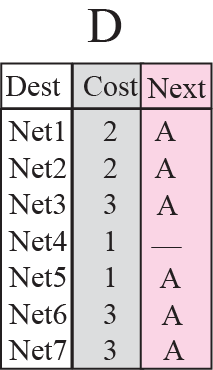 D
Dest Cost Next
Net1 2 A
Net2 2 A
Net3 3 A
Net4 1 —
Net5 1 A
Net6 3 A
Net7 3 A